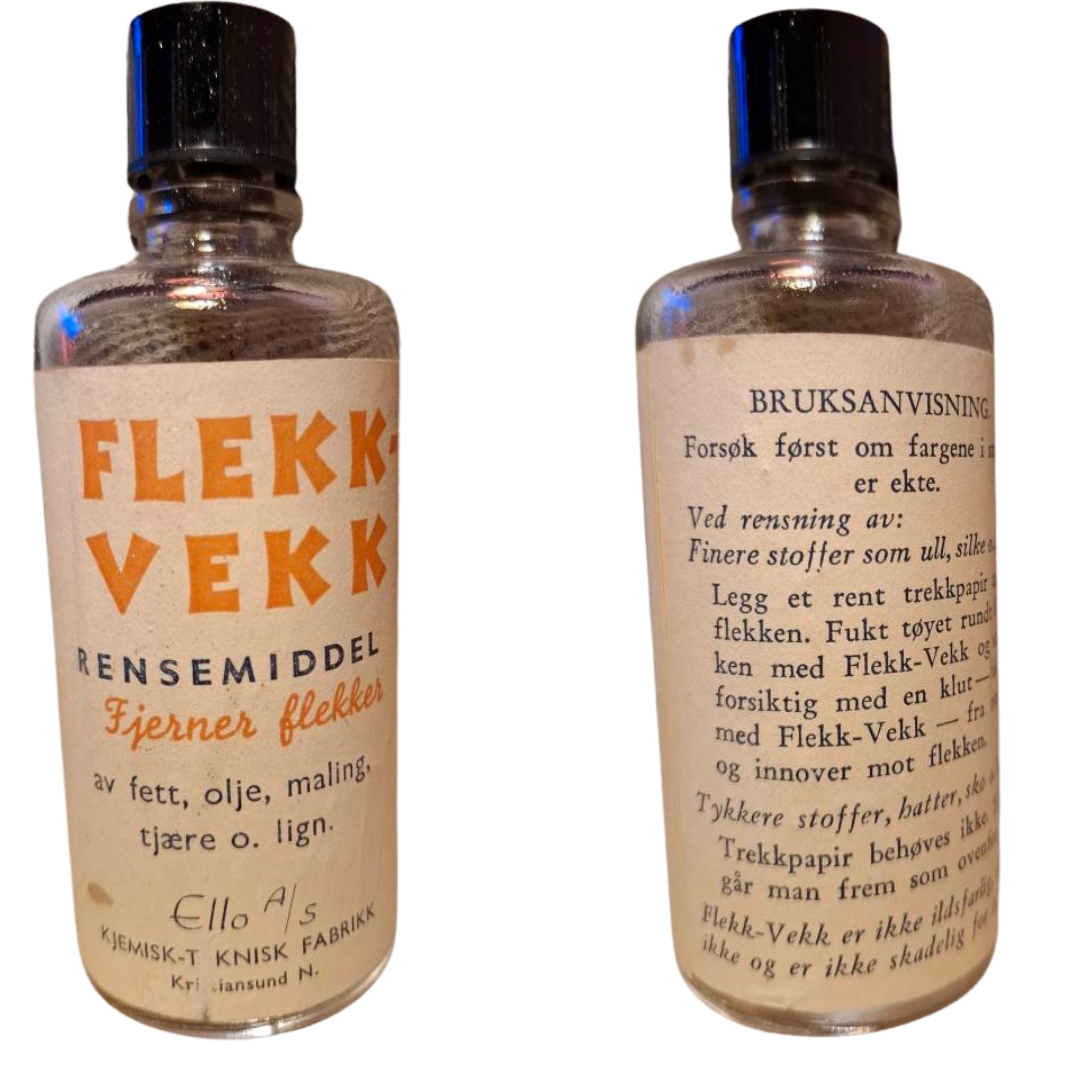 FLEKK-
VEKK
RENSEMIDDEL
Fjerner flekker
av fett, olje, maling,
tjære o. lign.
Ello A/S
KJEMISK-T KNISK FABRIKK
Kri iansund N.
BRUKSANVISNING.
Forsøk først om fargene i
er ekte.
Ved rensning av:
Finere stoffer som ull, silke
Legg et rent trekkpapir
flekken. Fukt tøyet rundt
ken med Flekk-Vekk og
forsiktig med en klut —
med Flekk-Vekk — fra
og innover mot flekken.
Tykkere stoffer, hatter, sko
Trekkpapir behøves ikke.
går man frem som
Flekk-Vekk er ikke ildsfarlig,
ikke og er ikke skadelig for